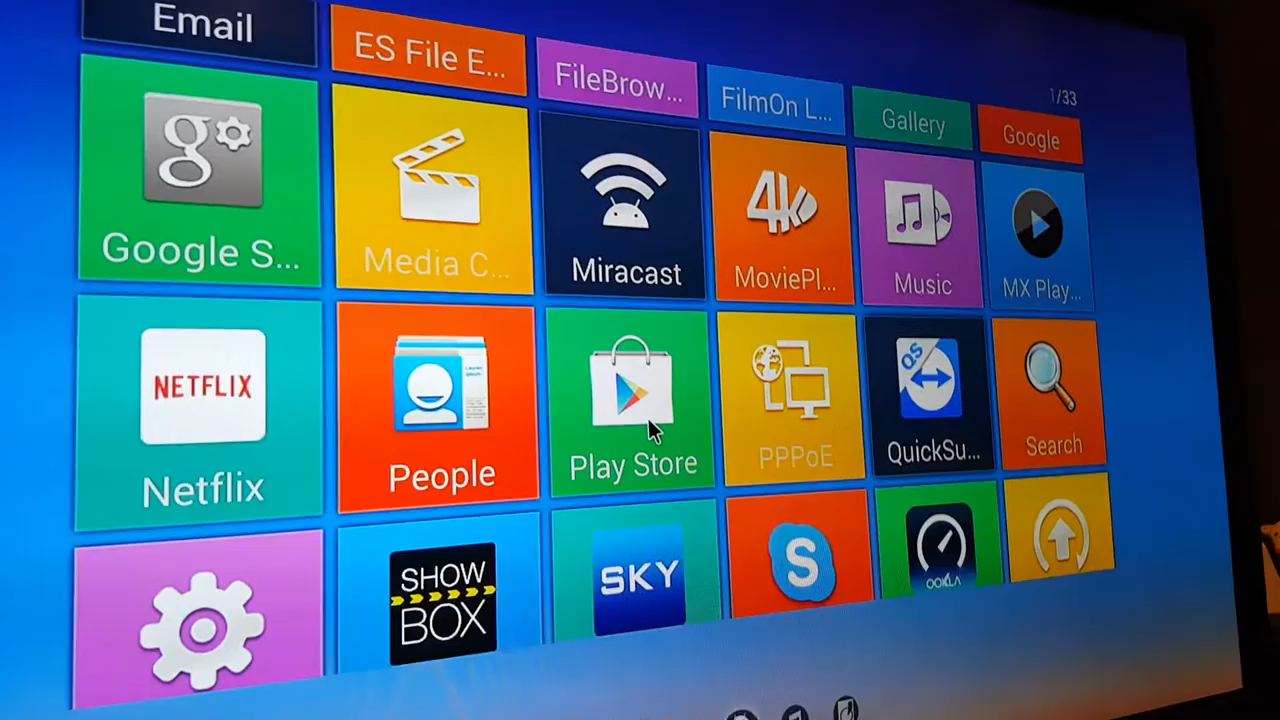 Email
ES File E...
FileBrow...
FilmOn L...
Gallery
Google
1/33
g
Google S...
Media C...
Miracast
4K
MoviePl...
Music
MX Play...
NETFLIX
Netflix
People
Play Store
PPPoE
QS
QuickSu...
Search
SHOW
BOX
SKY
S
OOKLA